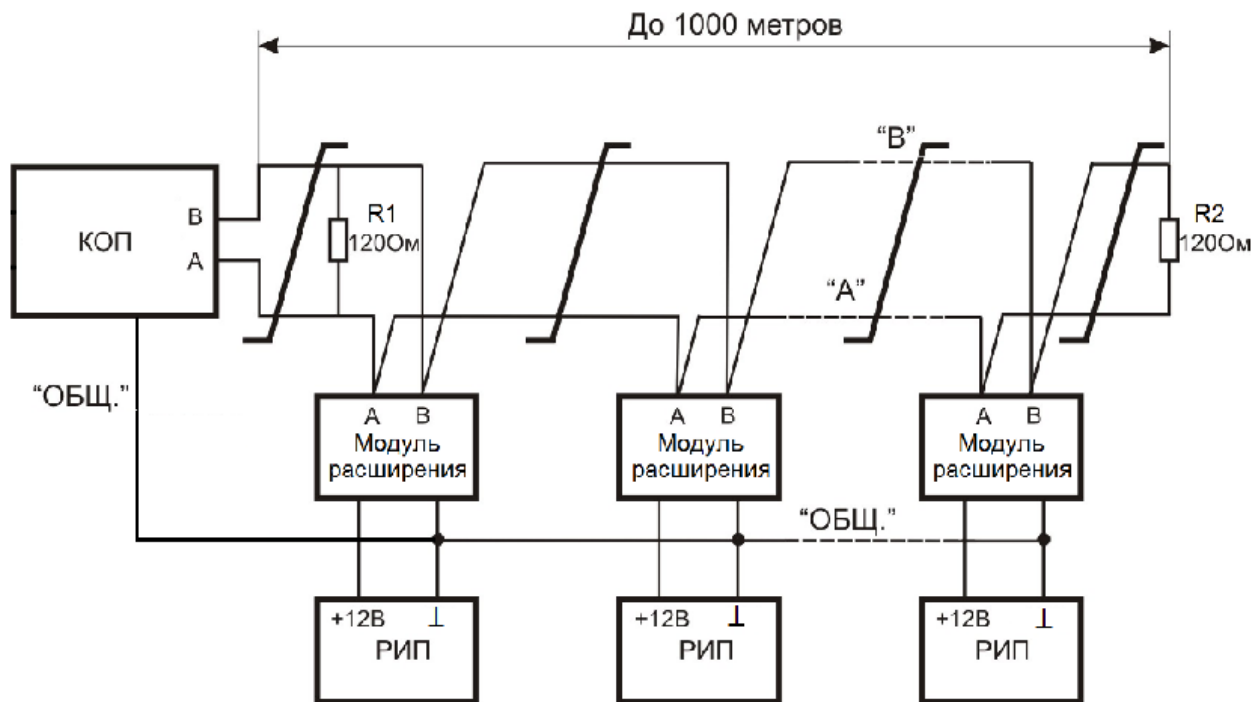 До 1000 метров
“В”
В
R1
R2
КОП
120Ом
120Ом
А
“А”
“ОБЩ.”
А В
А В
А В
Модуль
расширения
Модуль
расширения
Модуль
расширения
“ОБЩ.”
+12В ⊥
+12В ⊥
+12В ⊥
РИП
РИП
РИП